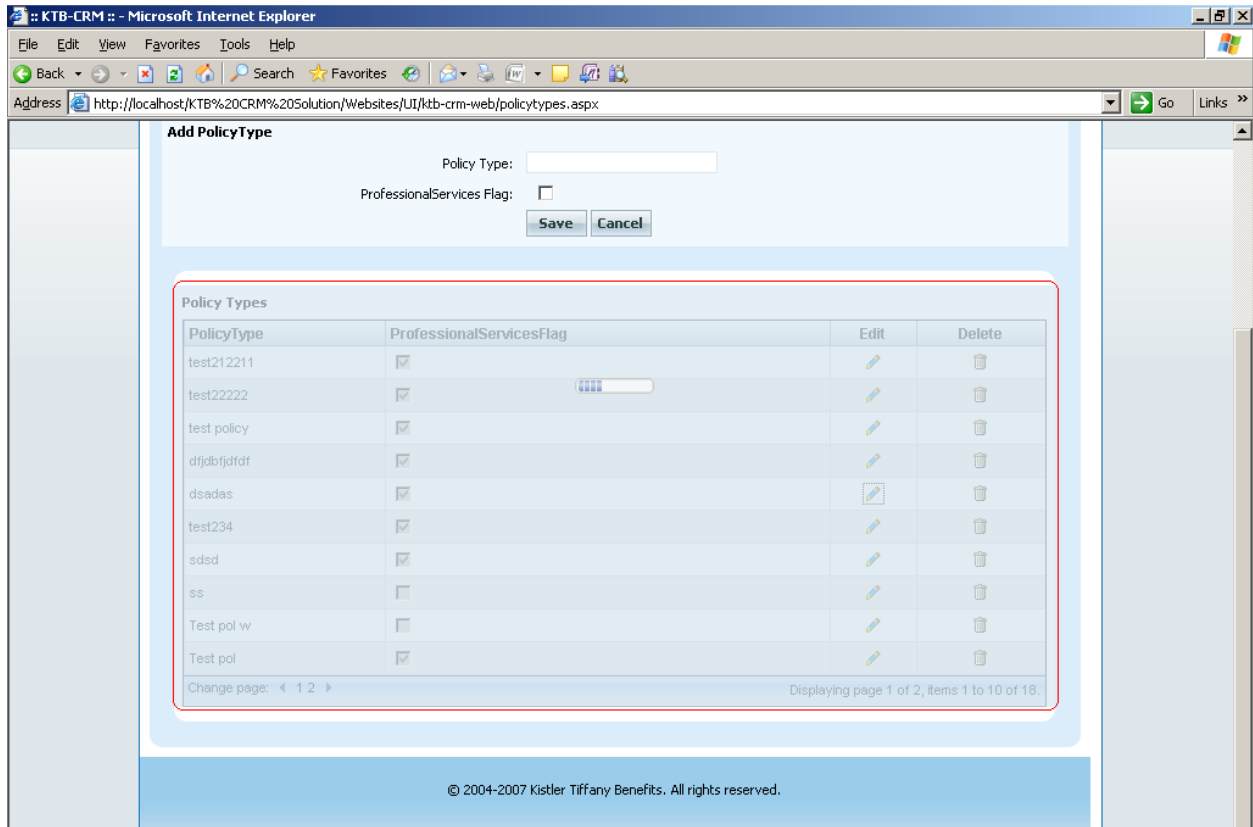 :: KTB-CRM :: - Microsoft Internet Explorer
File Edit View Favorites Tools Help
Back Search Favorites
Address http://localhost/KTB%20CRM%20Solution/Websites/UI/ktb-crm-web/policytypes.aspx Go Links »
Add PolicyType
Policy Type:
ProfessionalServices Flag:
Save Cancel
Policy Types
PolicyType ProfessionalServicesFlag Edit Delete
test212211
test22222
test policy
dfjdbfjdfdf
dsadas
test234
sdsd
ss
Test pol w
Test pol
Change page: 1 2 Displaying page 1 of 2, items 1 to 10 of 18.
© 2004-2007 Kistler Tiffany Benefits. All rights reserved.